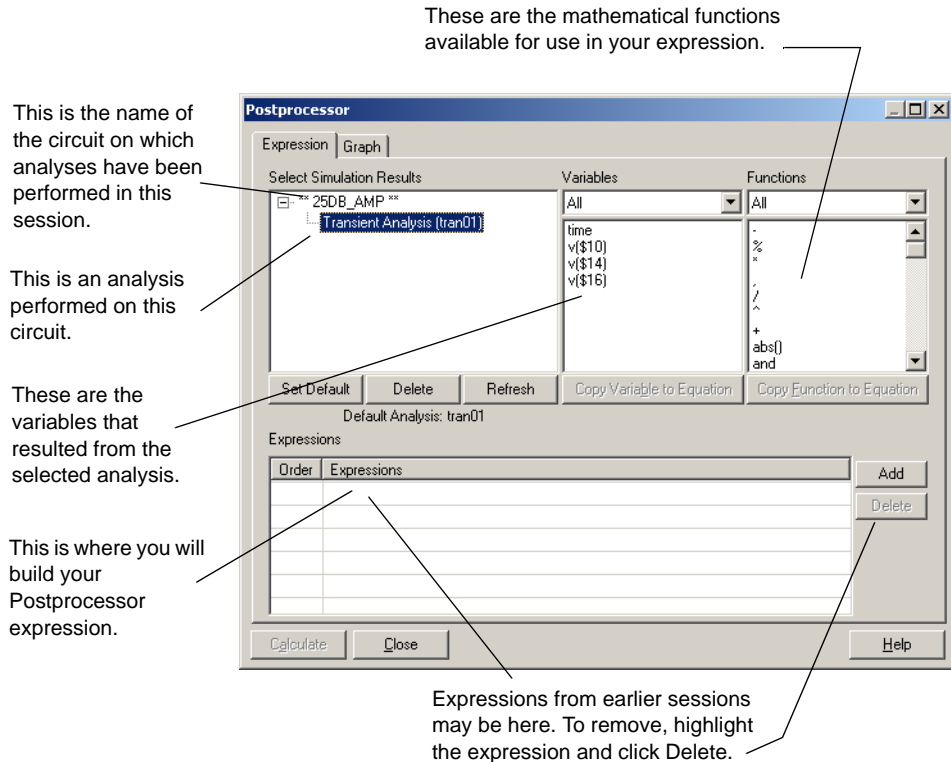 These are the mathematical functions
available for use in your expression.
This is the name of
the circuit on which
analyses have been
performed in this
session.
This is an analysis
performed on this
circuit.
These are the
variables that
resulted from the
selected analysis.
This is where you will
build your
Postprocessor
expression.
Postprocessor
Expression Graph
Select Simulation Results
** 25DB_AMP **
Transient Analysis (tran01)
Set Default Delete Refresh
Default Analysis: tran01
Variables
All
time
v($10)
v($14)
v($16)
Copy Variable to Equation
Functions
All
-
%
*
,
/
^
+
abs()
and
Copy Function to Equation
Expressions
Order Expressions
Add
Delete
Calculate Close Help
Expressions from earlier sessions
may be here. To remove, highlight
the expression and click Delete.